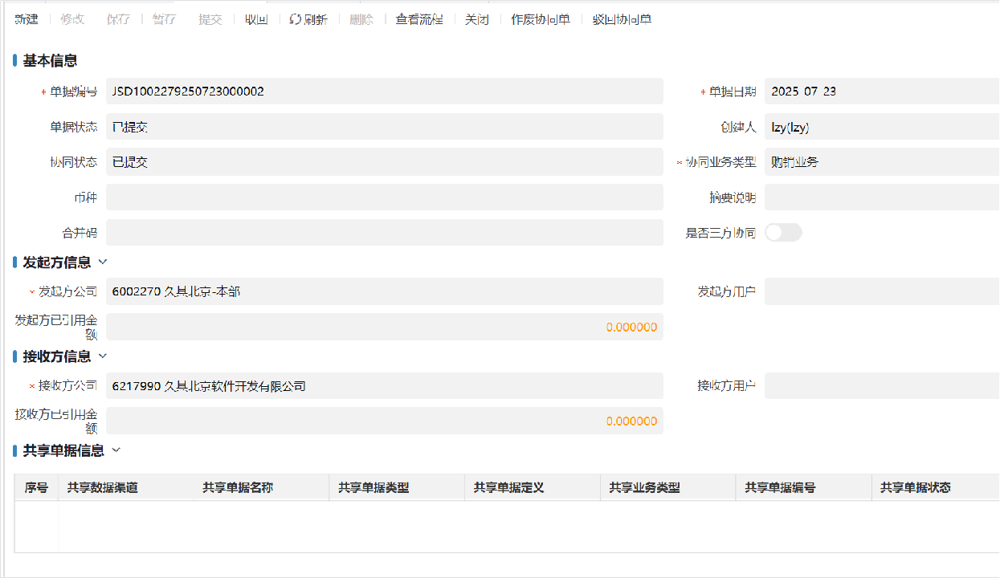 新建 修改 保存 暂存 提交 取回 刷新 删除 查看流程 关闭 作废协同单 驳回协同单
基本信息
* 单据编号 JSD1002279250723000002 * 单据日期 2025-07-23
单据状态 已提交 创建人 lzy(lzy)
协同状态 已提交 * 协同业务类型 购销业务
币种 摘要说明
合并码 是否三方协同
发起方信息
* 发起方公司 6002270 久其北京-本部 发起方用户
发起方已引用金
额 0.000000
接收方信息
* 接收方公司 6217990 久其北京软件开发有限公司 接收方用户
接收方已引用金
额 0.000000
共享单据信息
序号 共享数据渠道 共享单据名称 共享单据类型 共享单据定义 共享业务类型 共享单据编号 共享单据状态